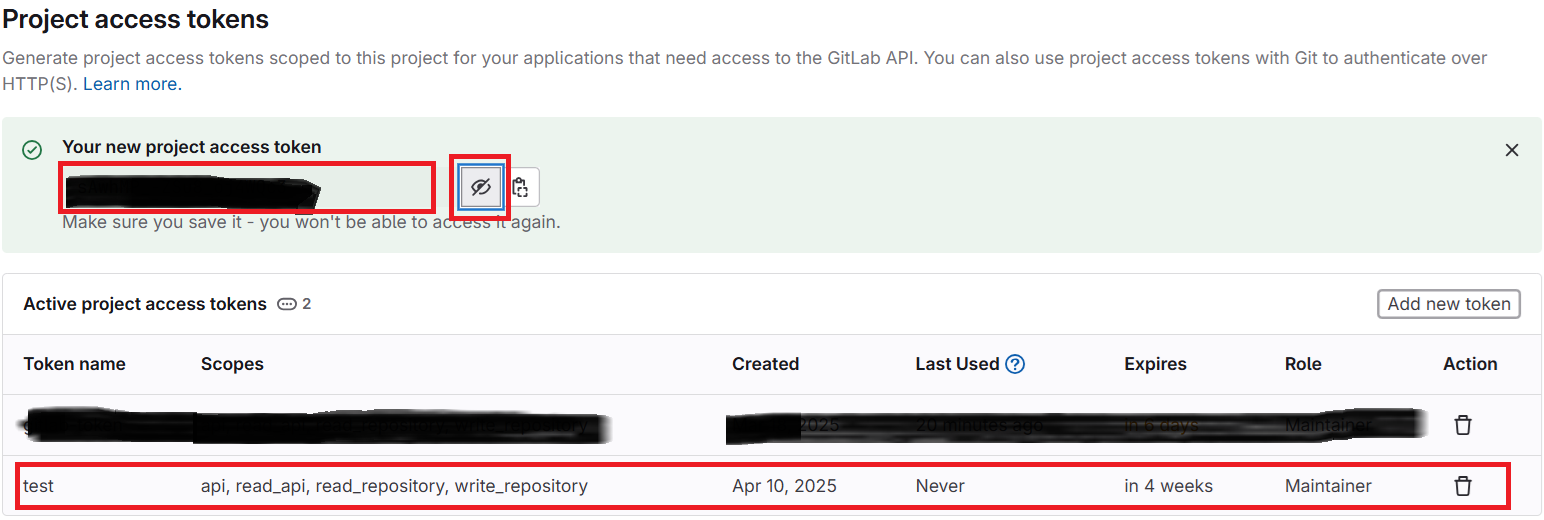 Project access tokens
Generate project access tokens scoped to this project for your applications that need access to the GitLab API. You can also use project access tokens with Git to authenticate over
HTTP(S). Learn more.
Your new project access token
Make sure you save it - you won't be able to access it again.
Active project access tokens 2 Add new token
Token name Scopes Created Last Used Expires Role Action
write_repository 2025 20 minutes ago in 6 days Maintainer
test api, read_api, read_repository, write_repository Apr 10, 2025 Never in 4 weeks Maintainer